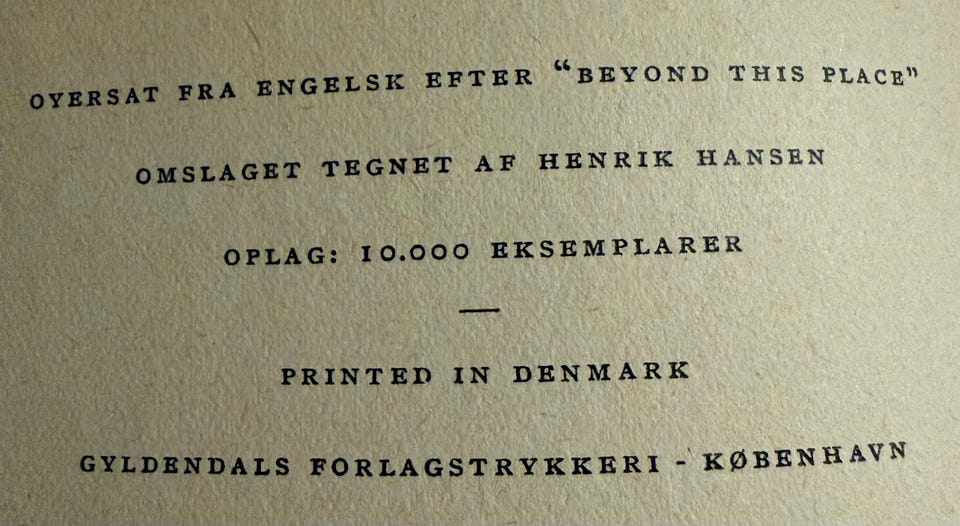 OVERSAT FRA ENGELSK EFTER “BEYOND THIS PLACE”
OMSLAGET TEGNET AF HENRIK HANSEN
OPLAG: 10.000 EKSEMPLARER
—
PRINTED IN DENMARK
GYLDENDALS FORLAGSTRYKKERI - KØBENHAVN